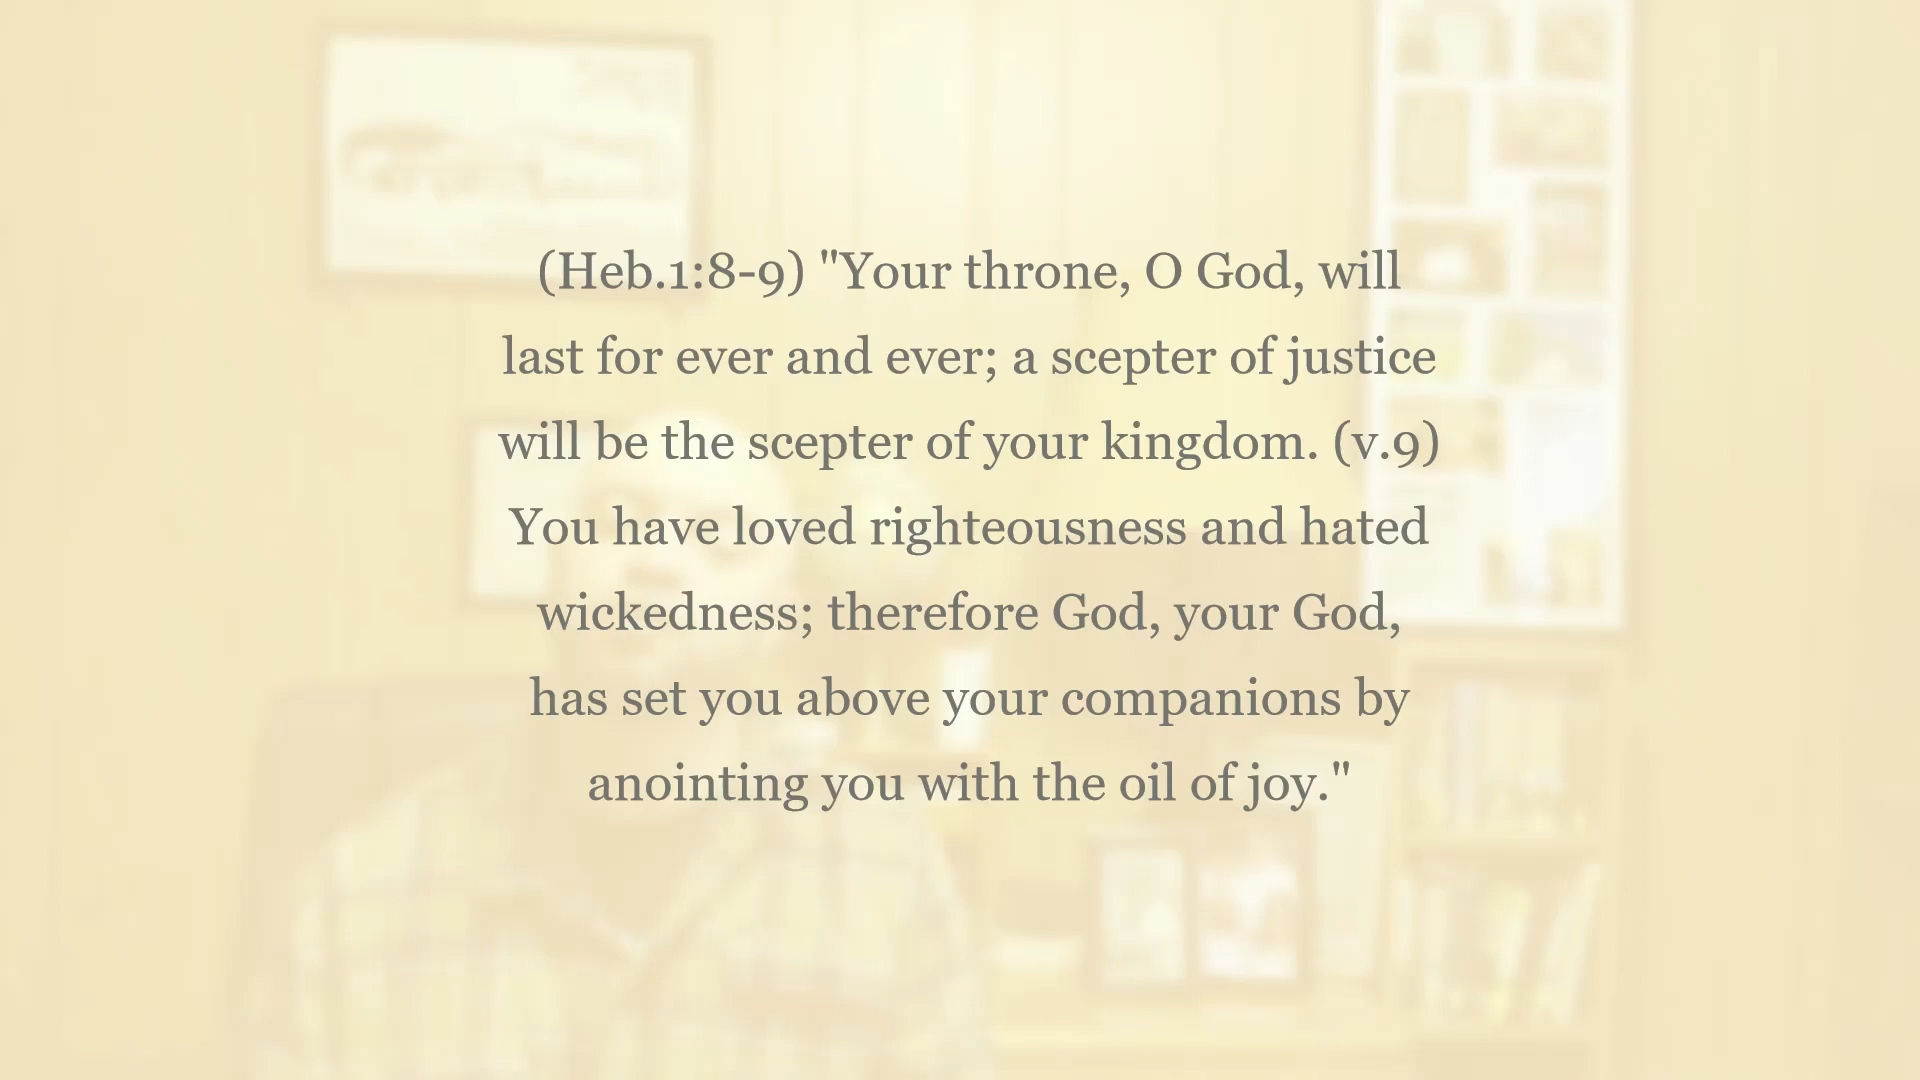 (Heb.1:8-9) "Your throne, O God, will
last for ever and ever; a scepter of justice
will be the scepter of your kingdom. (v.9)
You have loved righteousness and hated
wickedness; therefore God, your God,
has set you above your companions by
anointing you with the oil of joy."